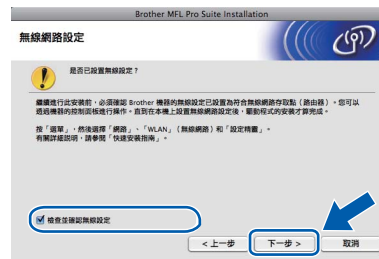 Brother MFL Pro Suite Installation
無線網路設定
是否已設置無線設定？
繼續進行此安裝前，必須確認 Brother 機器的無線設定已設置為符合無線網路存取點（路由器）。您可以
透過機器的控制面板進行操作。直到在本機上設置無線網路設定後，驅動程式的安裝才算完成。
按「選單」，然後選擇「網路」、「WLAN」（無線網路）和「設定精靈」。
有關詳細說明，請參閱「快速安裝指南」。
檢查並確認無線設定
< 上一步 下一步 > 取消